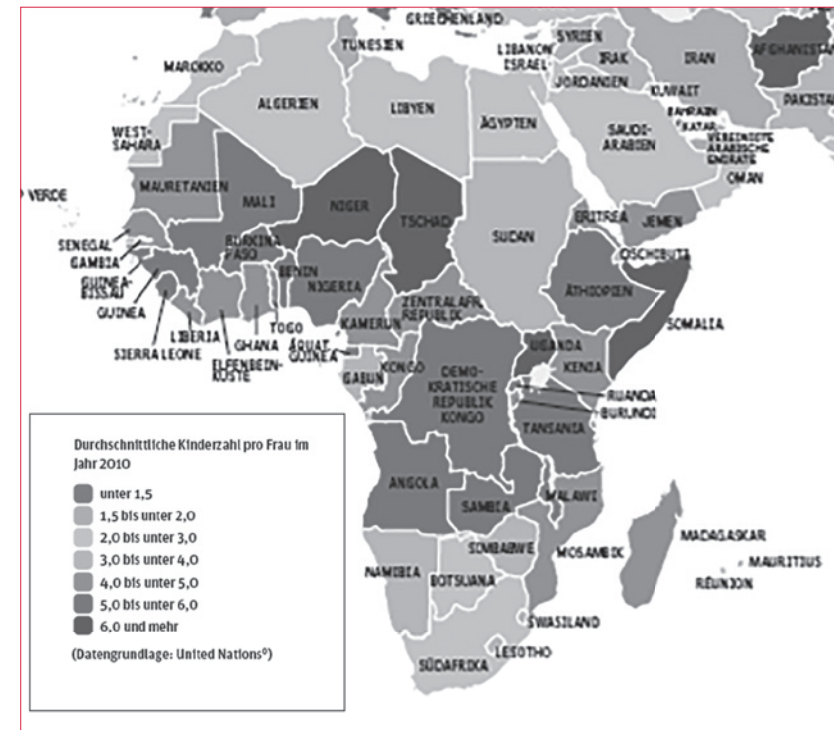 GRIECHENLAND
TUNESIEN
SYRIEN
LIBANON
ISRAEL
IRAK
IRAN
AFGHANISTAN
MAROKKO
JORDANIEN
KUWAIT
PAKISTA
ALGERIEN
LIBYEN
ÄGYPTEN
BAHRAIN
KATAR
SAUDI-
ARABIEN
VEREINIGTE
ARABISCHE
EMIRATE
WEST-
SAHARA
OMAN
MAURETANIEN
VERDE
MALI
NIGER
TSCHAD
SUDAN
ERITREA
JEMEN
SENEGAL
GAMBIA
GUINEA-
BISSAU
GUINEA
BURKINA
FASO
BENIN
NIGERIA
DSCHIBUTI
ÄTHIOPIEN
ZENTRALAFR.
REPUBLIK
KAMERUN
SOMALIA
SIERRA LEONE
LIBERIA
ELFENBEIN-
KÜSTE
GHANA
TOGO
ÄQUAT.
GUINEA
GABUN
KONGO
DEMO-
KRATISCHE
REPUBLIK
KONGO
UGANDA
KENIA
RUANDA
BURUNDI
TANSANIA
Durchschnittliche Kinderzahl pro Frau im
Jahr 2010
unter 1,5
1,5 bis unter 2,0
2,0 bis unter 3,0
3,0 bis unter 4,0
4,0 bis unter 5,0
5,0 bis unter 6,0
6,0 und mehr
(Datengrundlage: United Nations⁹)
ANGOLA
SAMBIA
MALAWI
SIMBABWE
MOSAMBIK
MADAGASKAR
MAURITIUS
RÉUNION
NAMIBIA
BOTSUANA
SWASILAND
LESOTHO
SÜDAFRIKA